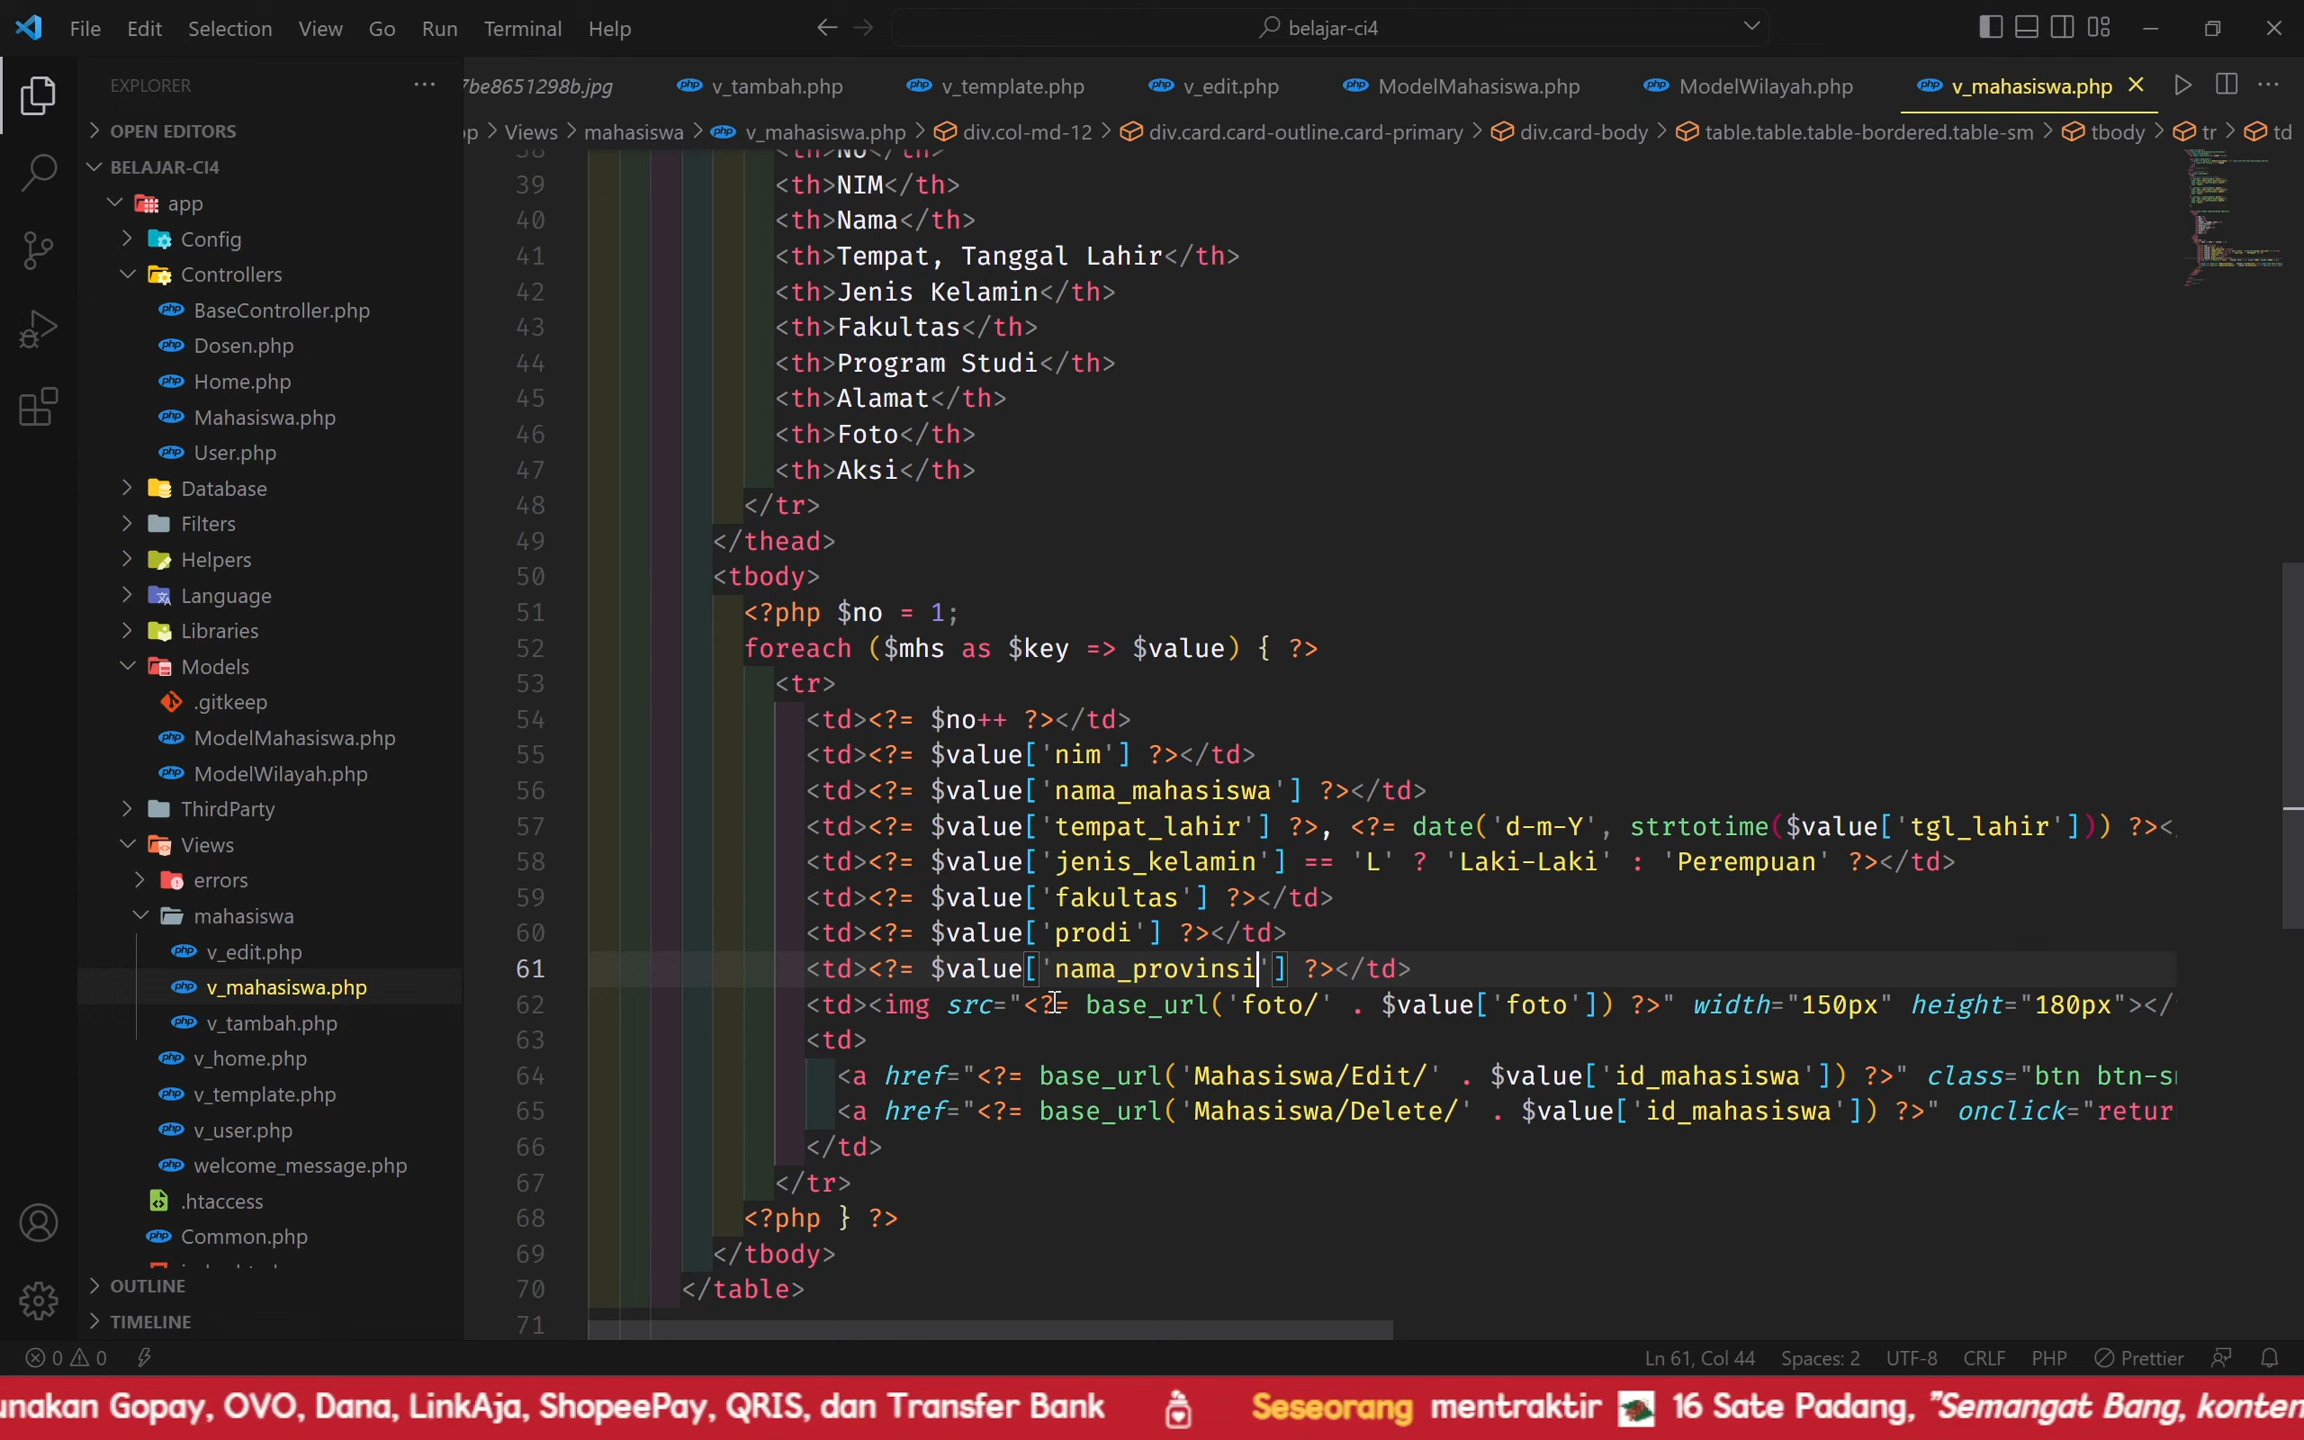 File Edit Selection View Go Run Terminal Help
belajar-ci4
EXPLORER
7be8651298b.jpg v_tambah.php v_template.php v_edit.php ModelMahasiswa.php ModelWilayah.php v_mahasiswa.php
Views > mahasiswa > v_mahasiswa.php > div.col-md-12 > div.card.card-outline.card-primary > div.card-body > table.table.table-bordered.table-sm > tbody > tr > td
OPEN EDITORS
BELAJAR-CI4
app
Config
Controllers
BaseController.php
Dosen.php
Home.php
Mahasiswa.php
User.php
Database
Filters
Helpers
Language
Libraries
Models
.gitkeep
ModelMahasiswa.php
ModelWilayah.php
ThirdParty
Views
errors
mahasiswa
v_edit.php
v_mahasiswa.php
v_tambah.php
v_home.php
v_template.php
v_user.php
welcome_message.php
.htaccess
Common.php
OUTLINE
TIMELINE
38 <th>No</th>
39 <th>NIM</th>
40 <th>Nama</th>
41 <th>Tempat, Tanggal Lahir</th>
42 <th>Jenis Kelamin</th>
43 <th>Fakultas</th>
44 <th>Program Studi</th>
45 <th>Alamat</th>
46 <th>Foto</th>
47 <th>Aksi</th>
48 </tr>
49 </thead>
50 <tbody>
51 <?php $no = 1;
52 foreach ($mhs as $key => $value) { ?>
53 <tr>
54 <td><?= $no++ ?></td>
55 <td><?= $value['nim'] ?></td>
56 <td><?= $value['nama_mahasiswa'] ?></td>
57 <td><?= $value['tempat_lahir'] ?>, <?= date('d-m-Y', strtotime($value['tgl_lahir'])) ?><
58 <td><?= $value['jenis_kelamin'] == 'L' ? 'Laki-Laki' : 'Perempuan' ?></td>
59 <td><?= $value['fakultas'] ?></td>
60 <td><?= $value['prodi'] ?></td>
61 <td><?= $value['nama_provinsi'] ?></td>
62 <td><img src="<?= base_url('foto/' . $value['foto']) ?>" width="150px" height="180px"></
63 <td>
64 <a href="<?= base_url('Mahasiswa/Edit/' . $value['id_mahasiswa']) ?>" class="btn btn-s
65 <a href="<?= base_url('Mahasiswa/Delete/' . $value['id_mahasiswa']) ?>" onclick="retur
66 </td>
67 </tr>
68 <?php } ?>
69 </tbody>
70 </table>
71
0 0
Ln 61, Col 44 Spaces: 2 UTF-8 CRLF PHP Prettier
unakan Gopay, OVO, Dana, LinkAja, ShopeePay, QRIS, dan Transfer Bank Seseorang mentraktir 16 Sate Padang, "Semangat Bang, konten